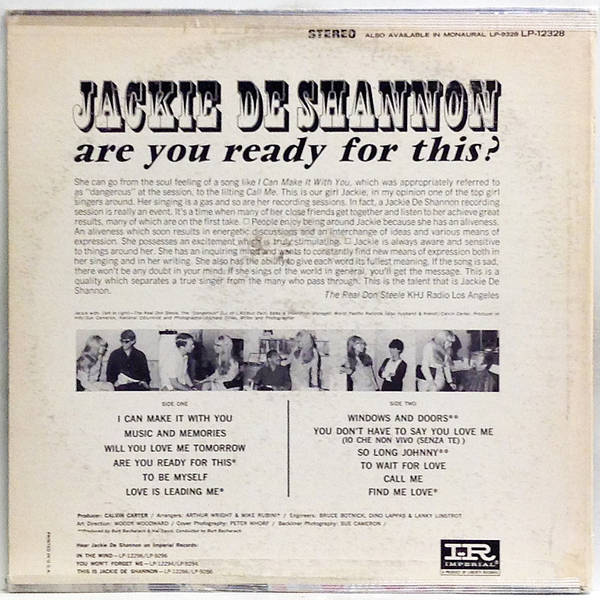 STEREO ALSO AVAILABLE IN MONAURAL LP-9328 LP-12328
JACKIE DE SHANNON
are you ready for this?
She can go from the soul feeling of a song like I Can Make It With You, which was appropriately referred to
as "dangerous" at the session, to the lilting Call Me. This is our girl Jackie, in my opinion one of the top girl
singers around. Her singing is a gas and so are her recording sessions. In fact, a Jackie De Shannon recording
session is really an event. It's a time when many of her close friends get together and listen to her achieve great
results, many of which are on the first take. □ People enjoy being around Jackie because she has an aliveness.
An aliveness which soon results in energetic discussions and an interchange of ideas and various means of
expression. She possesses an excitement which is truly stimulating. □ Jackie is always aware and sensitive
to things around her. She has an inquiring mind and wants to constantly find new means of expression both in
her singing and in her writing. She also has the ability to give each word its fullest meaning. If the song is sad,
there won't be any doubt in your mind. If she sings of the world in general, you'll get the message. This is a
quality which separates a true singer from the many who pass through. This is the talent that is Jackie De
Shannon.
The Real Don Steele KHJ Radio Los Angeles
SIDE ONE
I CAN MAKE IT WITH YOU
MUSIC AND MEMORIES
WILL YOU LOVE ME TOMORROW
ARE YOU READY FOR THIS*
TO BE MYSELF
LOVE IS LEADING ME*
SIDE TWO
WINDOWS AND DOORS**
YOU DON'T HAVE TO SAY YOU LOVE ME
(IO CHE NON VIVO (SENZA TE))
SO LONG JOHNNY**
TO WAIT FOR LOVE
CALL ME
FIND ME LOVE*
Producer: CALVIN CARTER / Arrangers: ARTHUR WRIGHT & MIKE RUBINI* / Engineers: BRUCE BOTNICK, DINO LAPPAS & LANKY LINSTROT
Art Direction: WOODY WOODWARD / Cover Photography: PETER WHORF / Backliner Photography: SUE CAMERON /
**Produced by Burt Bacharach & Hal David, Conducted by Burt Bacharach
Hear Jackie De Shannon on Imperial Records:
IN THE WIND—LP-12296/LP-9296
YOU WON'T FORGET ME—LP-12294/LP-9294
THIS IS JACKIE DE SHANNON—LP-12286/LP-9286
PRINTED IN U.S.A.
IR
IMPERIAL
A PRODUCT OF LIBERTY RECORDS